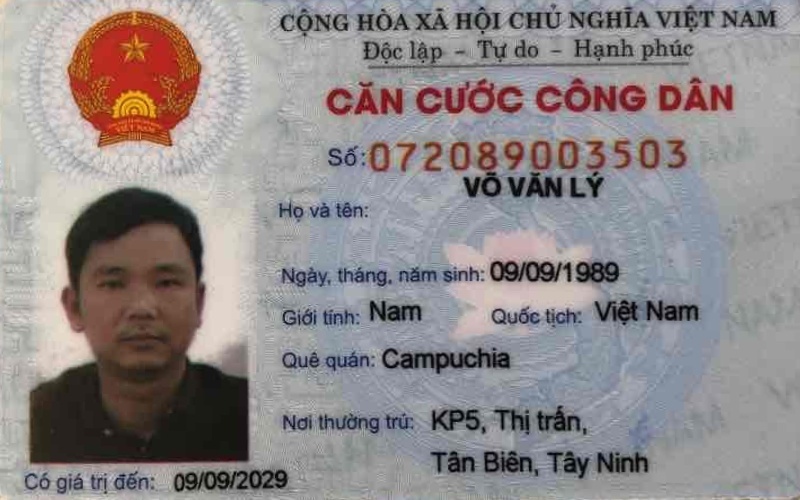 CỘNG HÒA XÃ HỘI CHỦ NGHĨA VIỆT NAM
Độc lập - Tự do - Hạnh phúc
CĂN CƯỚC CÔNG DÂN
Số: 072089003503
VÕ VĂN LÝ
Họ và tên:
Ngày, tháng, năm sinh: 09/09/1989
Giới tính: Nam Quốc tịch: Việt Nam
Quê quán: Campuchia
Nơi thường trú: KP5, Thị trấn,
Tân Biên, Tây Ninh
Có giá trị đến: 09/09/2029